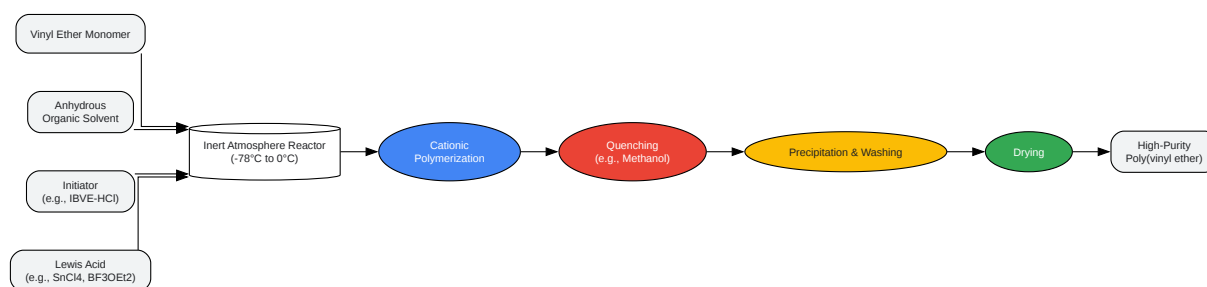 Vinyl Ether Monomer
Anhydrous
Organic Solvent
Initiator
(e.g., IBVE-HCl)
Lewis Acid
(e.g., SnCl4, BF3OEt2)
Inert Atmosphere Reactor
(-78°C to 0°C)
Cationic
Polymerization
Quenching
(e.g., Methanol)
Precipitation & Washing
Drying
High-Purity
Poly(vinyl ether)